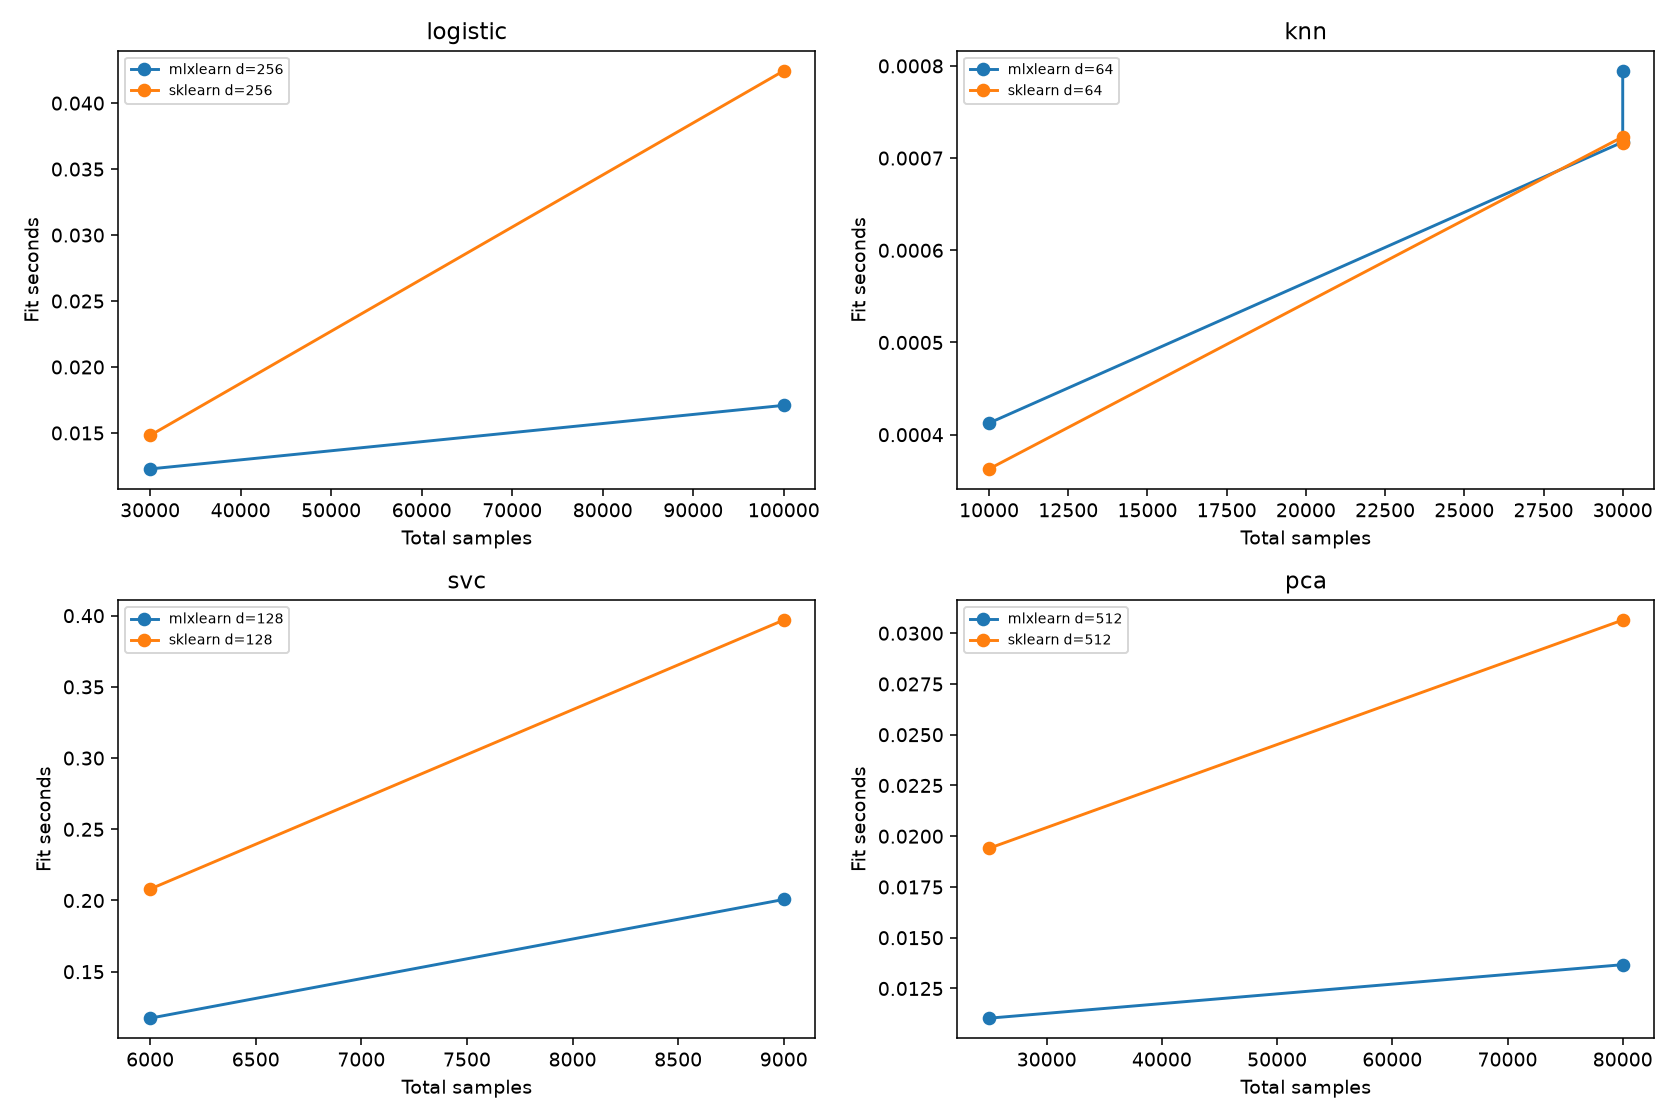 logistic
mlxlearn d=256
sklearn d=256
0.040
0.035
0.030
0.025
0.020
0.015
Fit seconds
30000 40000 50000 60000 70000 80000 90000 100000
Total samples
knn
mlxlearn d=64
sklearn d=64
0.0008
0.0007
0.0006
0.0005
0.0004
Fit seconds
10000 12500 15000 17500 20000 22500 25000 27500 30000
Total samples
svc
mlxlearn d=128
sklearn d=128
0.40
0.35
0.30
0.25
0.20
0.15
Fit seconds
6000 6500 7000 7500 8000 8500 9000
Total samples
pca
mlxlearn d=512
sklearn d=512
0.0300
0.0275
0.0250
0.0225
0.0200
0.0175
0.0150
0.0125
Fit seconds
30000 40000 50000 60000 70000 80000
Total samples